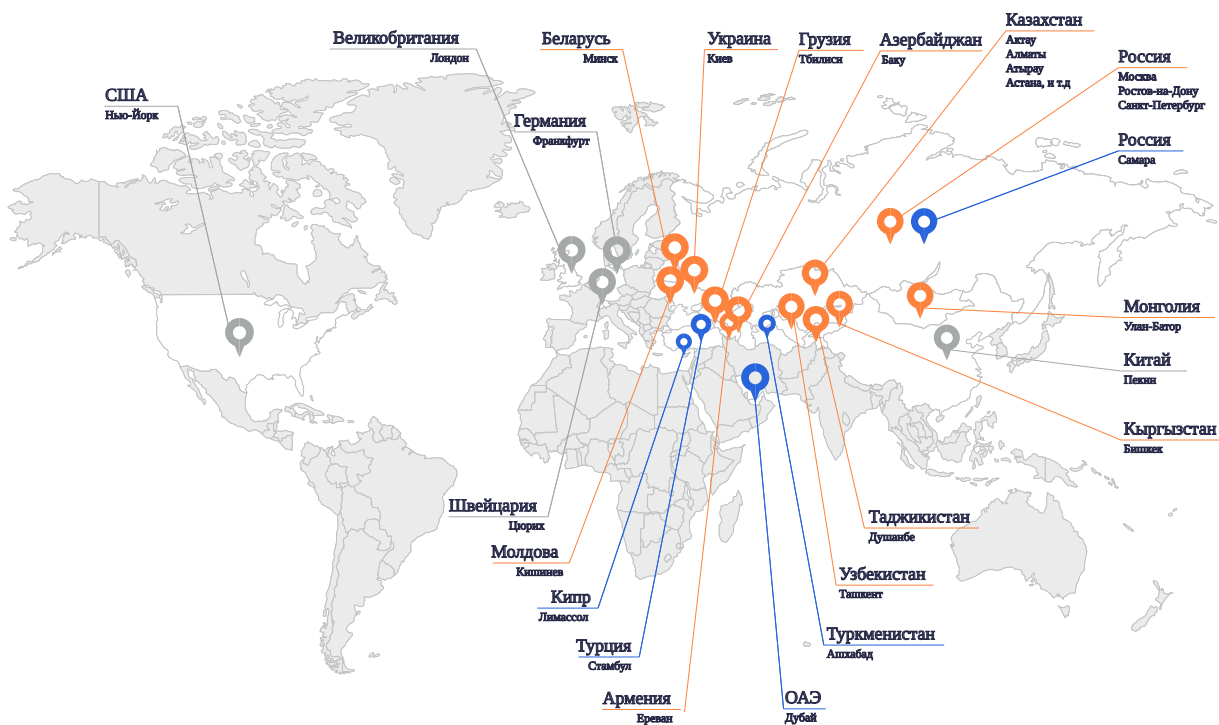 Казахстан
Актау
Алматы
Атырау
Астана, и т.д
Великобритания
Лондон
Беларусь
Минск
Украина
Киев
Грузия
Тбилиси
Азербайджан
Баку
Россия
Москва
Ростов-на-Дону
Санкт-Петербург
США
Нью-Йорк
Германия
Франкфурт
Россия
Самара
Монголия
Улан-Батор
Китай
Пекин
Кыргызстан
Бишкек
Швейцария
Цюрих
Таджикистан
Душанбе
Молдова
Кишинев
Узбекистан
Ташкент
Кипр
Лимассол
Туркменистан
Ашхабад
Турция
Стамбул
Армения
Ереван
ОАЭ
Дубай